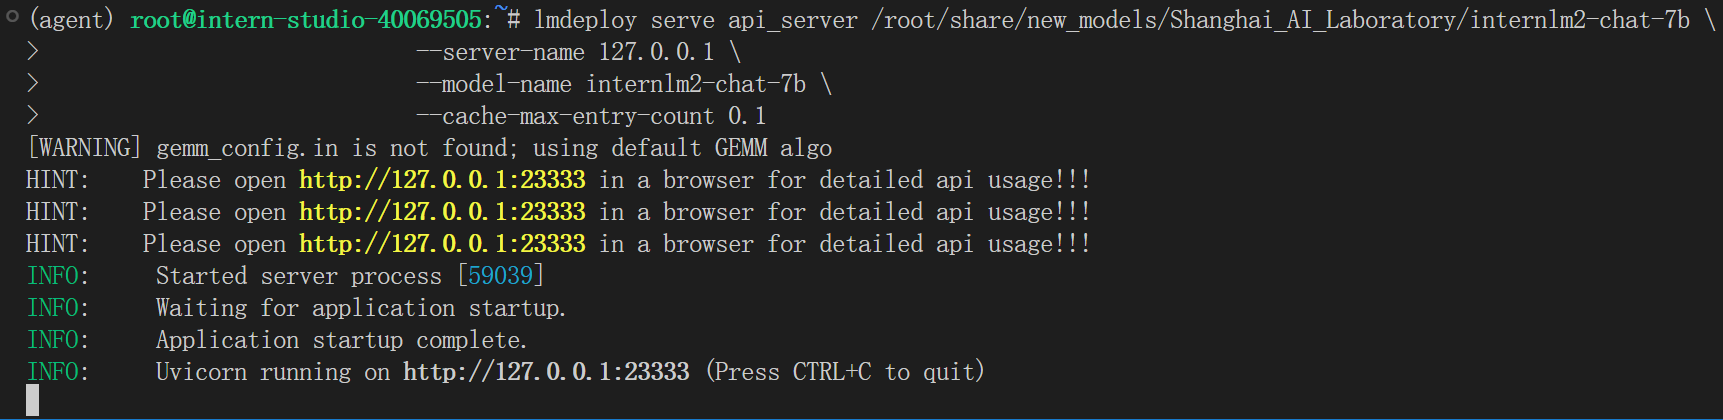 (agent) root@intern-studio-40069505:~# lmdeploy serve api_server /root/share/new_models/Shanghai_AI_Laboratory/internlm2-chat-7b \
> --server-name 127.0.0.1 \
> --model-name internlm2-chat-7b \
> --cache-max-entry-count 0.1
[WARNING] gemm_config.in is not found; using default GEMM algo
HINT: Please open http://127.0.0.1:23333 in a browser for detailed api usage!!!
HINT: Please open http://127.0.0.1:23333 in a browser for detailed api usage!!!
HINT: Please open http://127.0.0.1:23333 in a browser for detailed api usage!!!
INFO: Started server process [59039]
INFO: Waiting for application startup.
INFO: Application startup complete.
INFO: Uvicorn running on http://127.0.0.1:23333 (Press CTRL+C to quit)